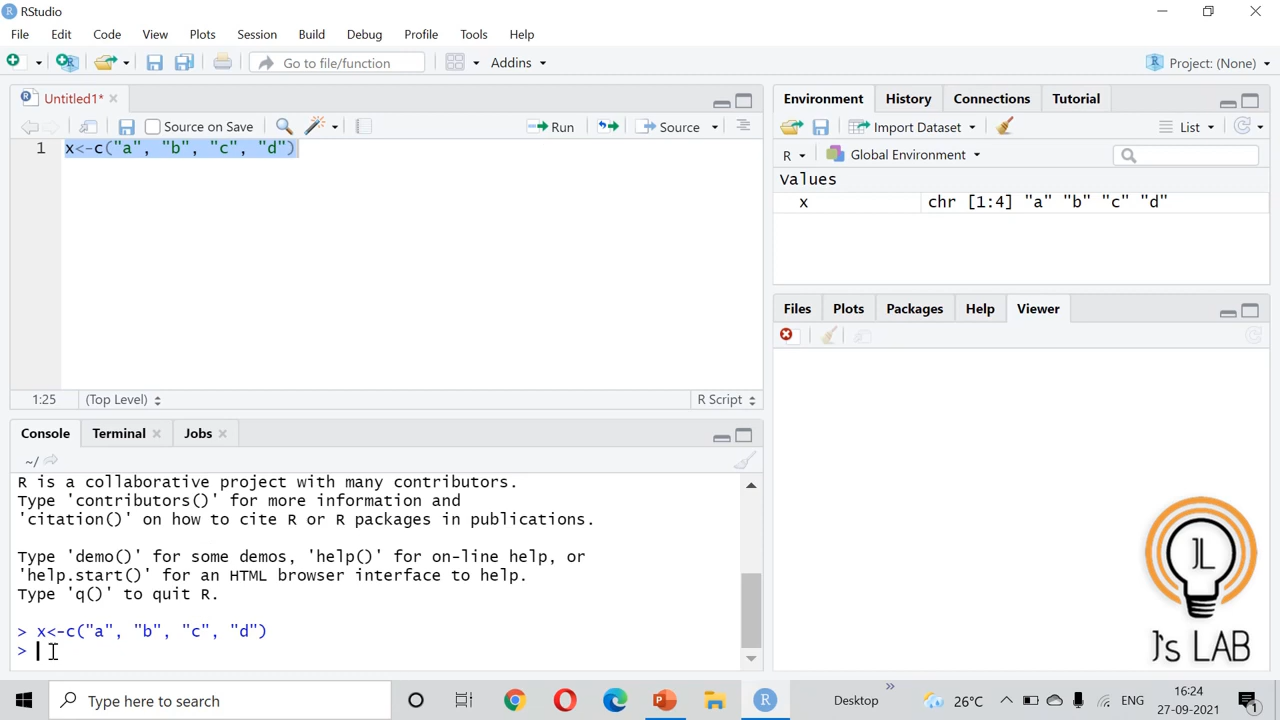 RStudio
File Edit Code View Plots Session Build Debug Profile Tools Help
Go to file/function Addins Project: (None)
Untitled1*
Source on Save Run Source
1 x<-c("a", "b", "c", "d")
1:25 (Top Level) R Script
Console Terminal Jobs
~/
R is a collaborative project with many contributors.
Type 'contributors()' for more information and
'citation()' on how to cite R or R packages in publications.
Type 'demo()' for some demos, 'help()' for on-line help, or
'help.start()' for an HTML browser interface to help.
Type 'q()' to quit R.
> x<-c("a", "b", "c", "d")
>
Environment History Connections Tutorial
Import Dataset List
R Global Environment
Values
x chr [1:4] "a" "b" "c" "d"
Files Plots Packages Help Viewer
JL
J's LAB
Type here to search
Desktop 26°C ENG 16:24
27-09-2021
1